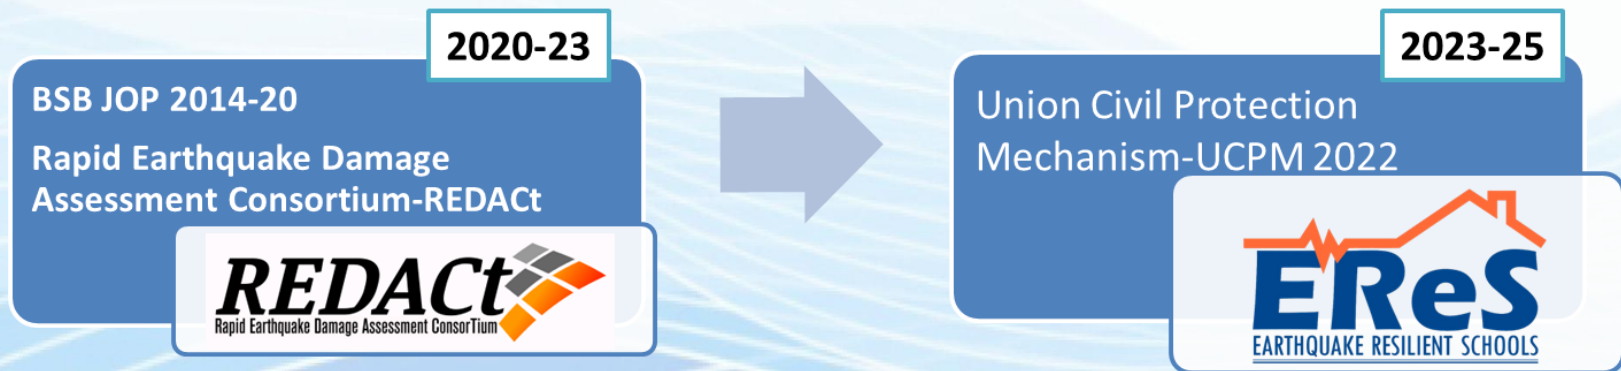 2020-23
BSB JOP 2014-20
Rapid Earthquake Damage
Assessment Consortium-REDACt
REDACt
Rapid Earthquake Damage Assessment ConsorTium
2023-25
Union Civil Protection
Mechanism-UCPM 2022
EReS
EARTHQUAKE RESILIENT SCHOOLS